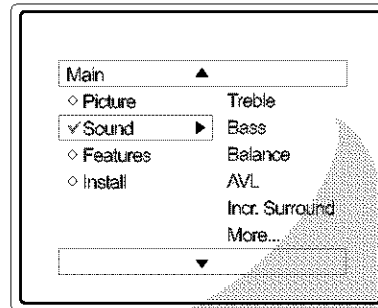 Main
Picture
Sound
Features
Install
Treble
Bass
Balance
AVL
Incr. Surround
More...